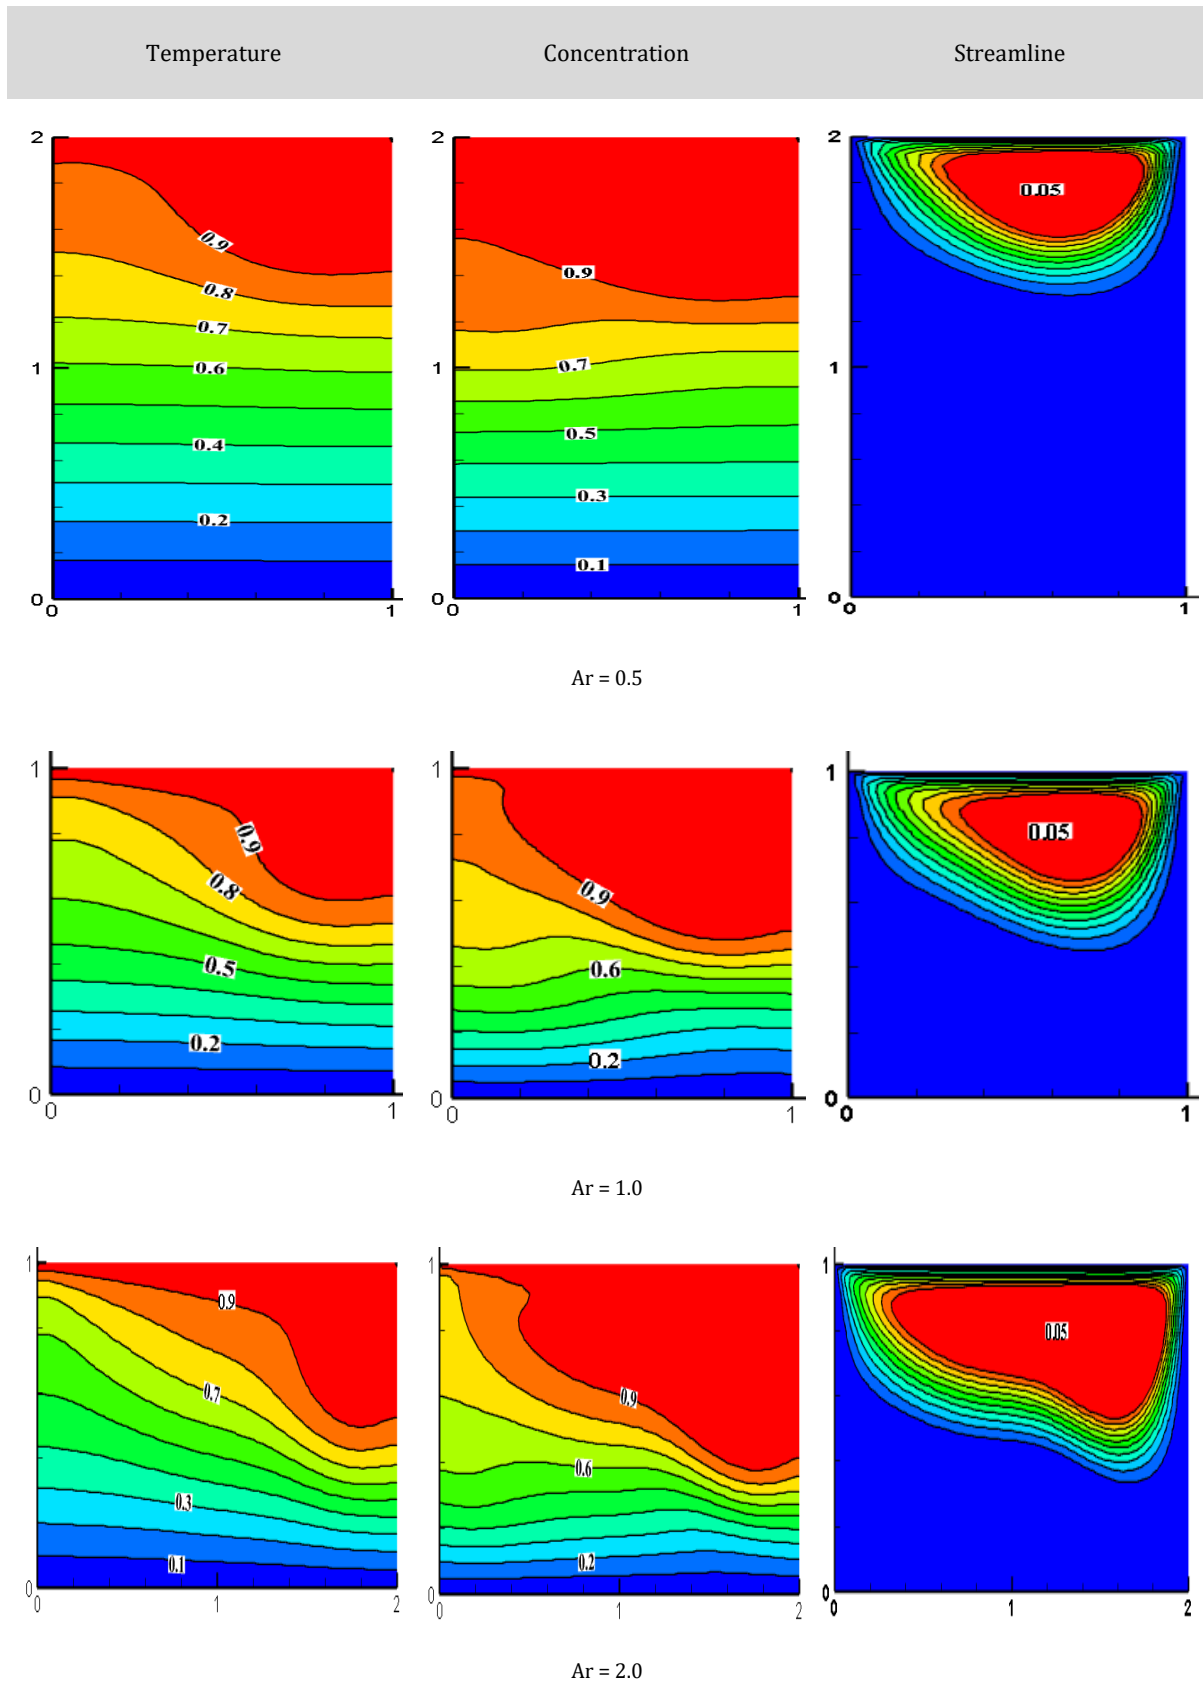 Temperature Concentration Streamline
2 2 2
0.05
0.9
0.9
0.8
0.7
1 0.6 1 0.7 1
0.4 0.5
0.3
0.2
0.1
0 0 0
0 1 0 1 0 1
Ar = 0.5
1 1 1
0.9 0.05
0.8 0.9
0.5 0.6
0.2 0.2
0 0 0
0 1 0 1 0 1
Ar = 1.0
1 1 1
0.9 0.05
0.7 0.9
0.6
0.3
0.1 0.2
0 0 0
0 1 2 0 1 2 0 1 2
Ar = 2.0